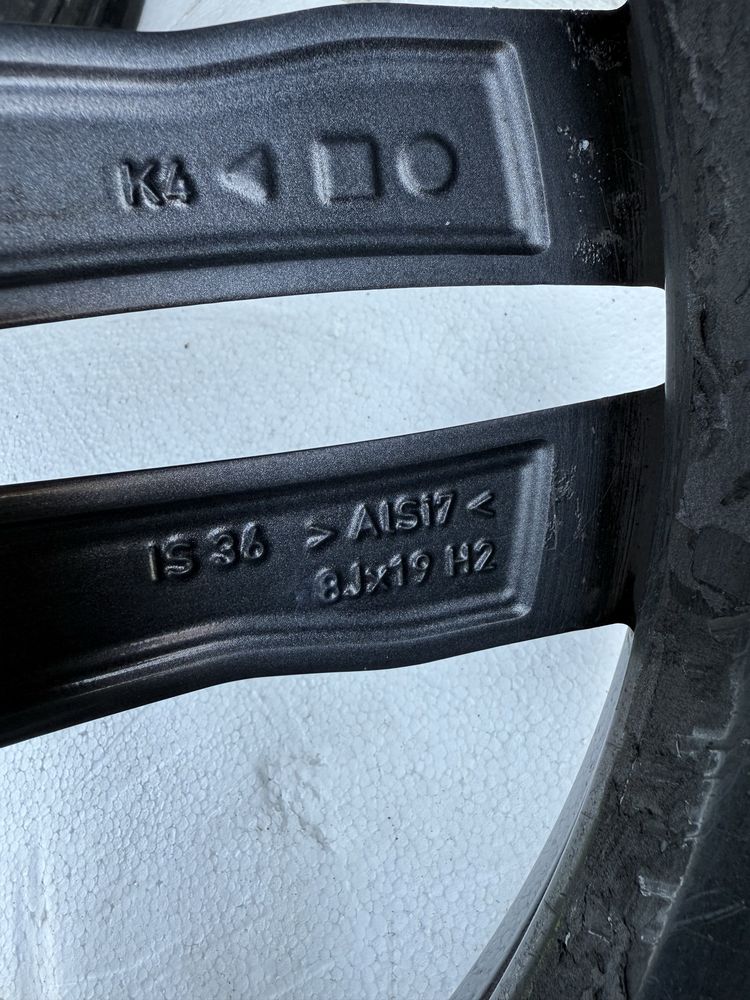 K4
IS 36 >AlSi7<
8Jx19 H2